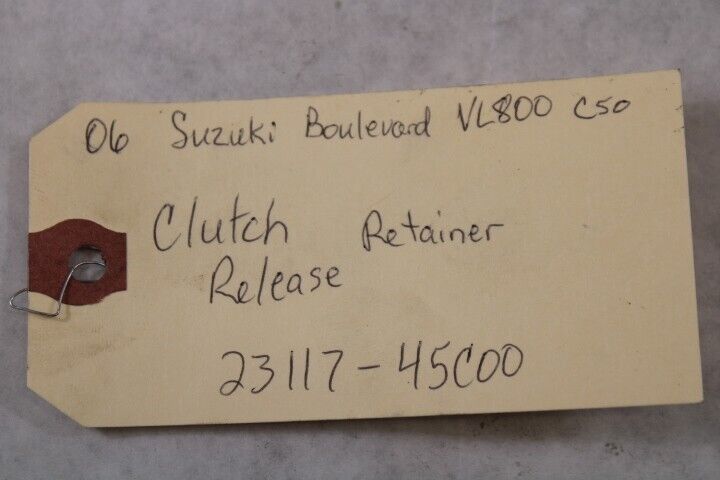 06 Suzuki Boulevard VL800 C50
Clutch Retainer
Release
23117-45C00